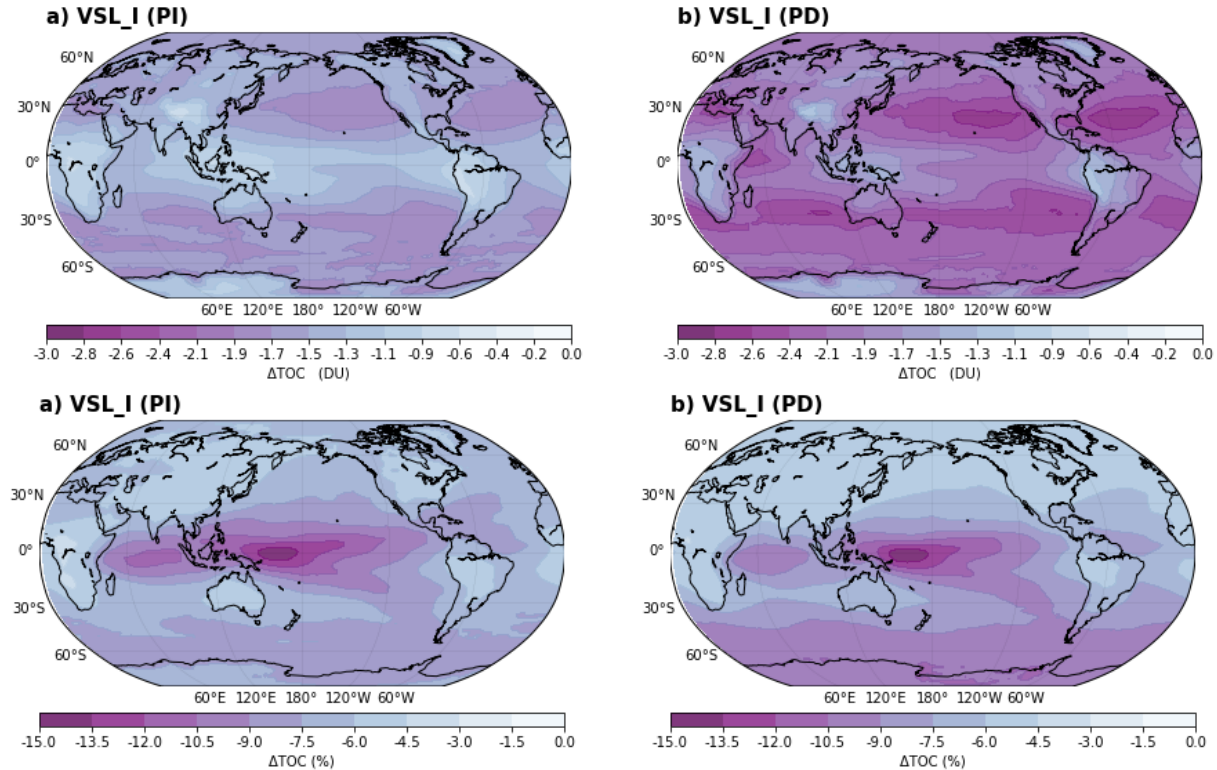 a) VSL_I (PI)
b) VSL_I (PD)
60°N
30°N
0°
30°S
60°S
60°E 120°E 180° 120°W 60°W
60°N
30°N
0°
30°S
60°S
60°E 120°E 180° 120°W 60°W
-3.0 -2.8 -2.6 -2.4 -2.1 -1.9 -1.7 -1.5 -1.3 -1.1 -0.9 -0.6 -0.4 -0.2 0.0
ΔTOC (DU)
-3.0 -2.8 -2.6 -2.4 -2.1 -1.9 -1.7 -1.5 -1.3 -1.1 -0.9 -0.6 -0.4 -0.2 0.0
ΔTOC (DU)
a) VSL_I (PI)
b) VSL_I (PD)
60°N
30°N
0°
30°S
60°S
60°E 120°E 180° 120°W 60°W
60°N
30°N
0°
30°S
60°S
60°E 120°E 180° 120°W 60°W
-15.0 -13.5 -12.0 -10.5 -9.0 -7.5 -6.0 -4.5 -3.0 -1.5 0.0
ΔTOC (%)
-15.0 -13.5 -12.0 -10.5 -9.0 -7.5 -6.0 -4.5 -3.0 -1.5 0.0
ΔTOC (%)